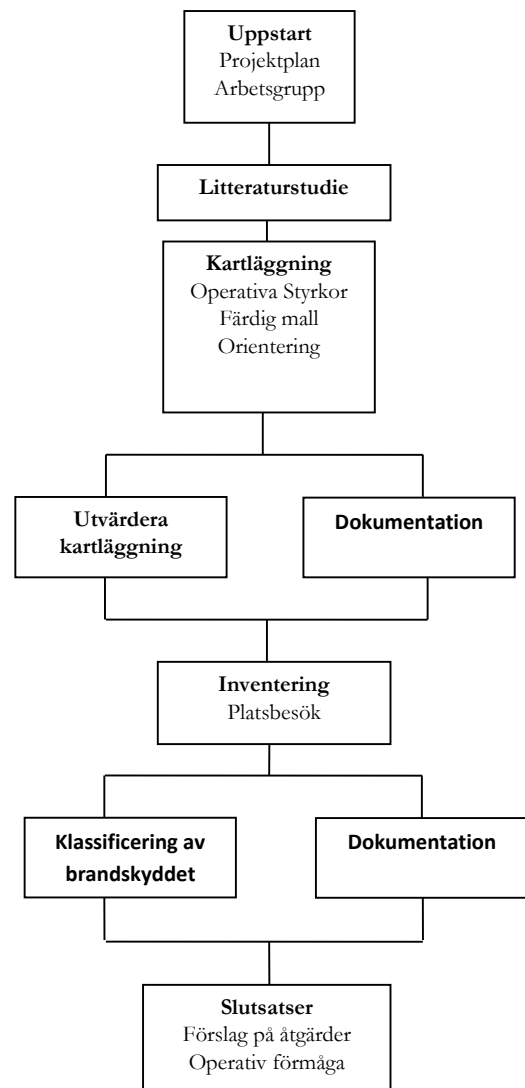 Uppstart
Projektplan
Arbetsgrupp
Litteraturstudie
Kartläggning
Operativa Styrkor
Färdig mall
Orientering
Utvärdera
kartläggning
Dokumentation
Inventering
Platsbesök
Klassificering av
brandskyddet
Dokumentation
Slutsatser
Förslag på åtgärder
Operativ förmåga